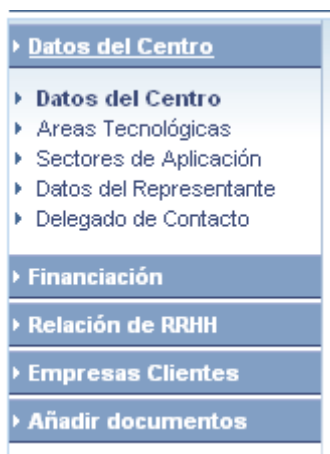 Datos del Centro
Datos del Centro
Areas Tecnológicas
Sectores de Aplicación
Datos del Representante
Delegado de Contacto
Financiación
Relación de RRHH
Empresas Clientes
Añadir documentos